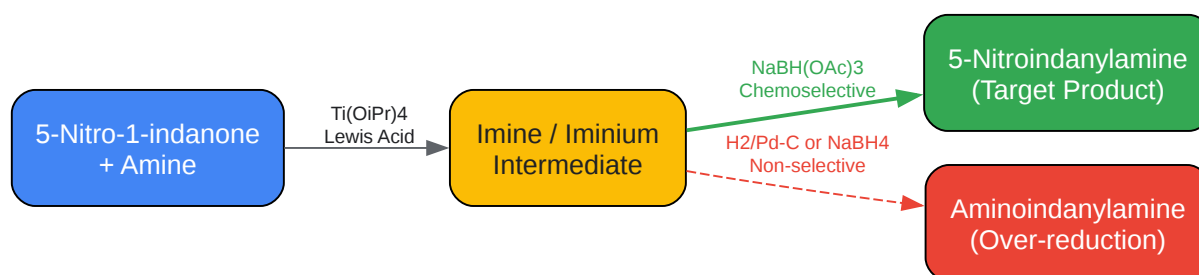 5-Nitro-1-indanone
+ Amine
Ti(OiPr)4
Lewis Acid
Imine / Iminium
Intermediate
NaBH(OAc)3
Chemoselective
H2/Pd-C or NaBH4
Non-selective
5-Nitroindanylamine
(Target Product)
Aminoindanylamine
(Over-reduction)